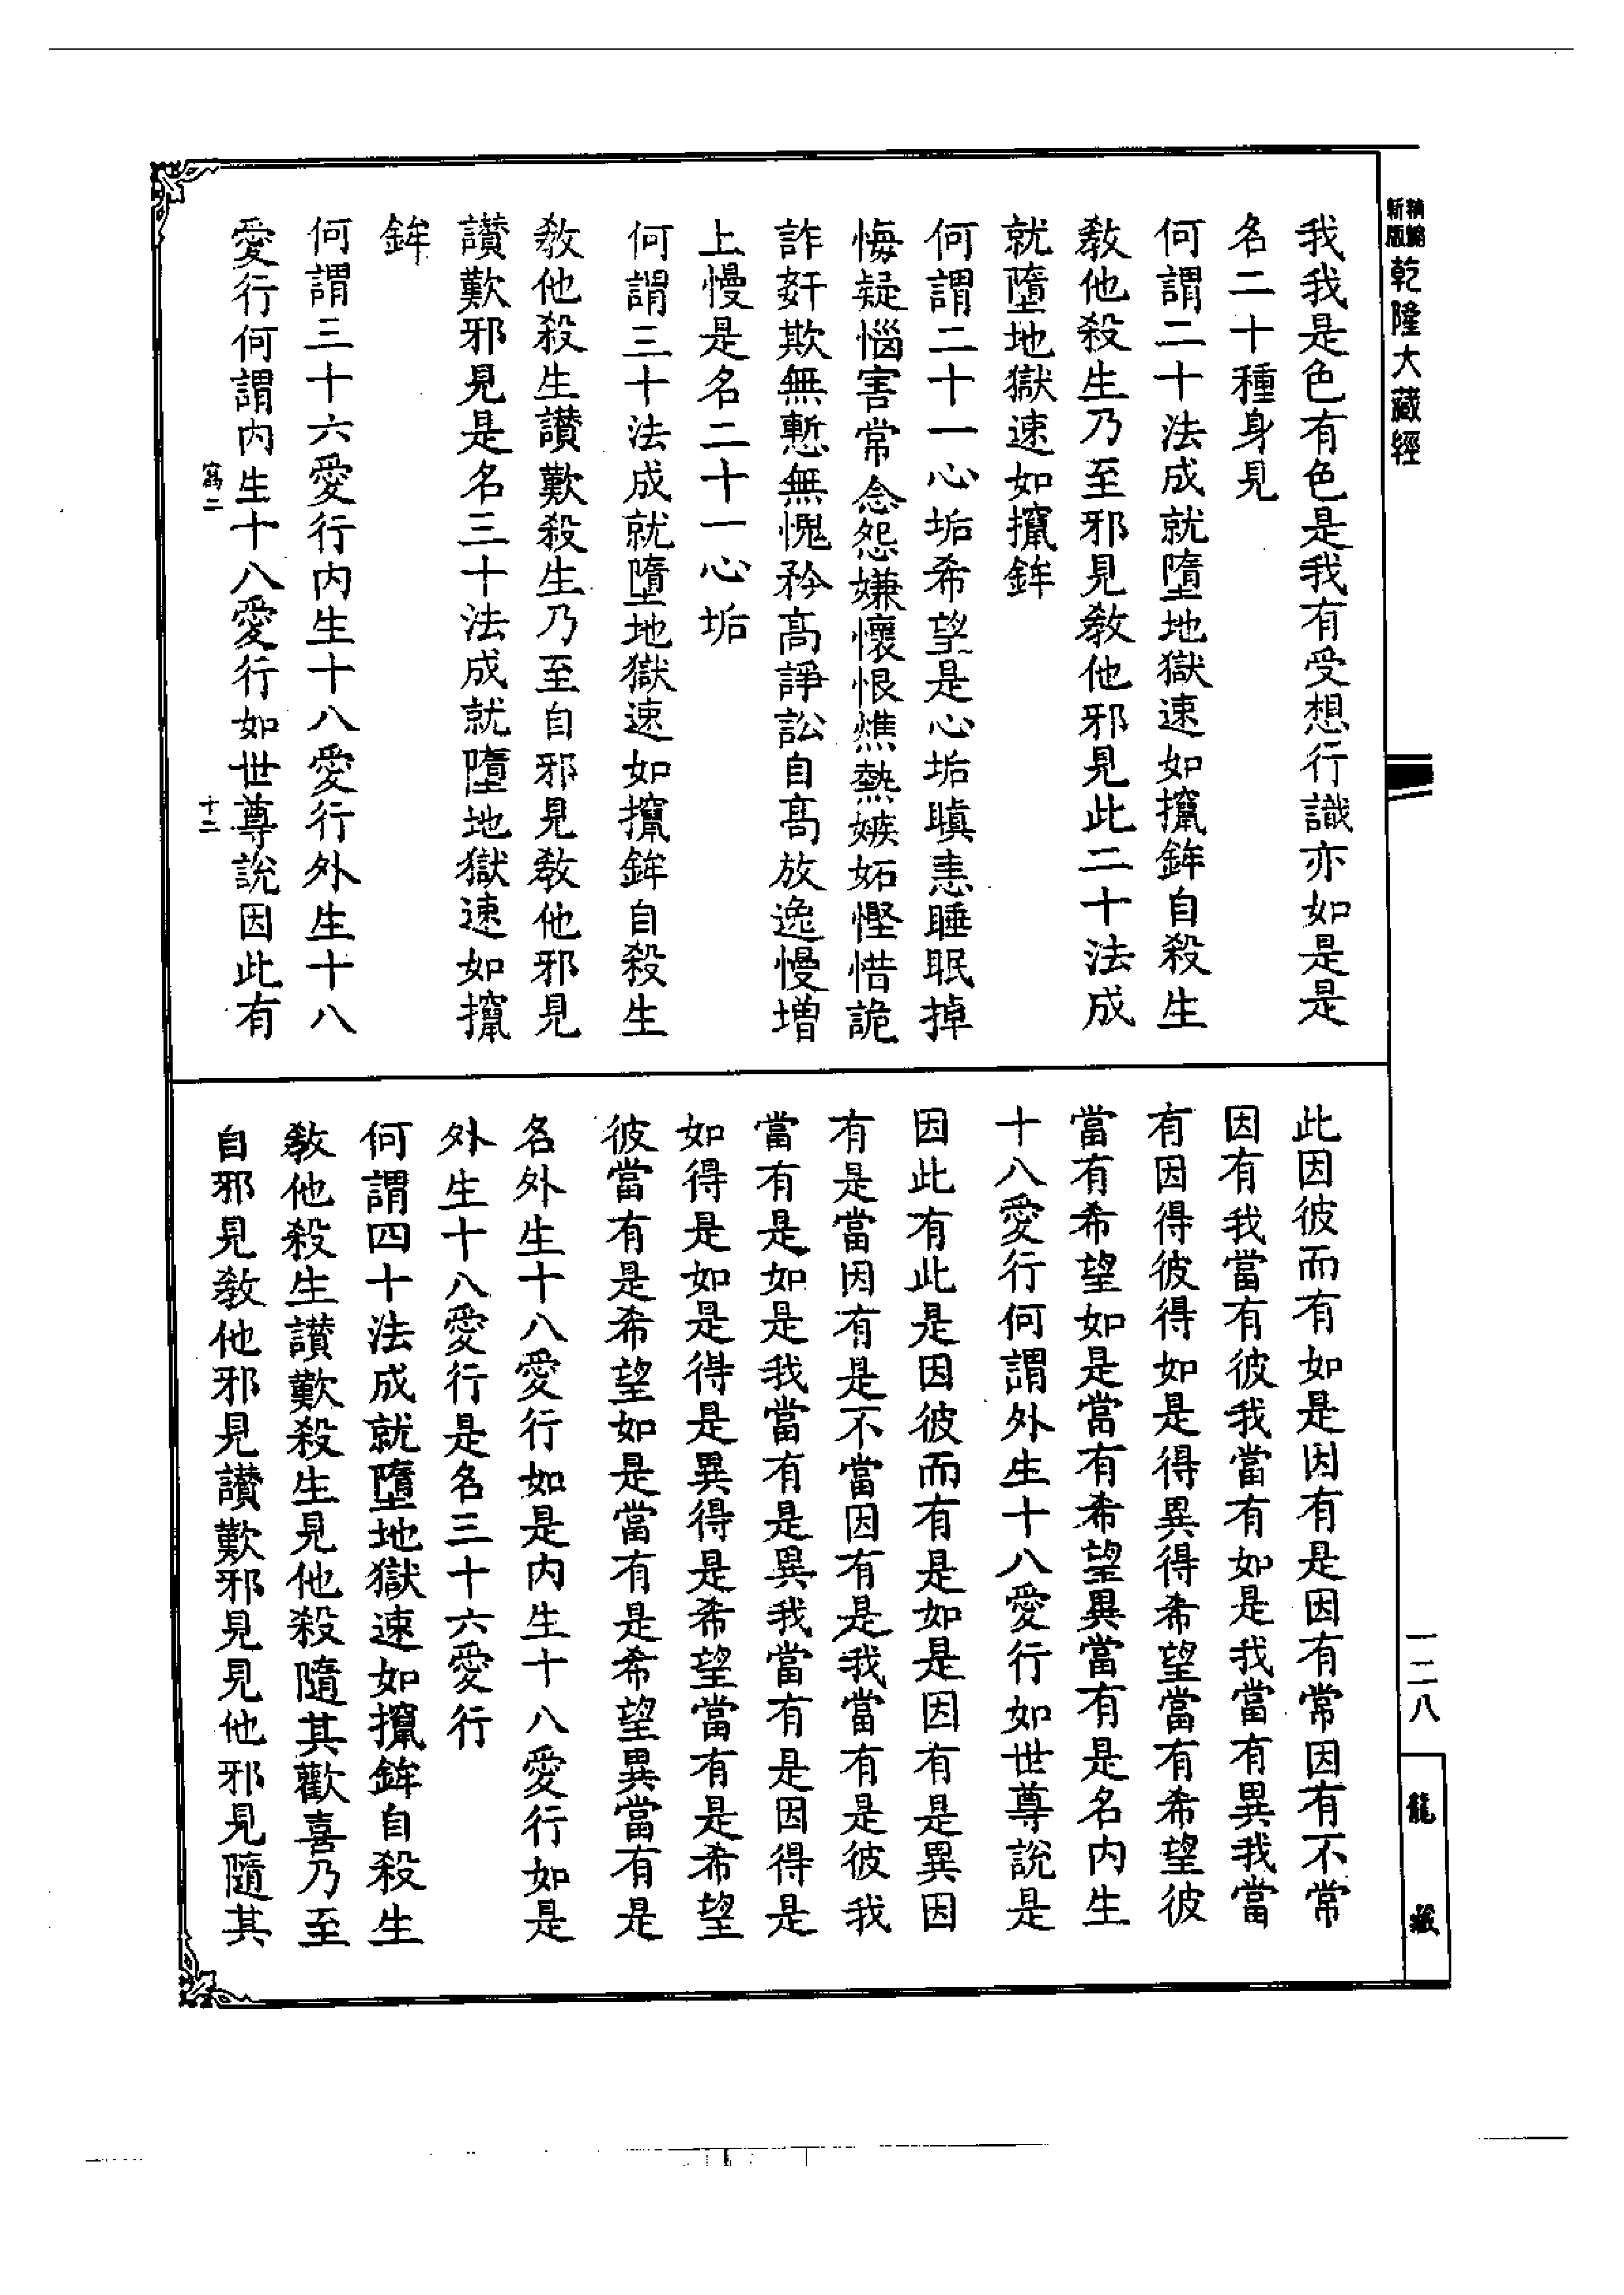 新版
精縮
乾隆大藏經
我我是色有色是我我有受想行識亦如是是
名二十種身見
何謂二十法成就墮地獄速如攛鉾自殺生
教他殺生乃至邪見教他邪見此二十法成
就墮地獄速如攛鉾
何謂二十一心垢希望是心垢瞋恚睡眠掉
悔疑惱害常念怨嫌懷恨燋熱嫉妬慳惜詭
詐姧欺無慙無愧矜高諍訟自高放逸慢增
上慢是名二十一心垢
何謂三十法成就墮地獄速如攛鉾自殺生
教他殺生讃歎殺生乃至自邪見教他邪見
讃歎邪見是名三十法成就墮地獄速如攛
鉾
何謂三十六愛行內生十八愛行外生十八
愛行何謂內生十八愛行如世尊說因此有
寫二
十二
此因彼而有如是因有是因有常因有不常
因有我當有彼我當有如是我當有異我當
有因得彼得如是得異得希望當有希望彼
當有希望如是當有希望異當有是名內生
十八愛行何謂外生十八愛行如世尊說是
因此有此是因彼而有是如是因有是異因
有是當因有是不當因有是我當有是彼我
當有是如是我當有是異我當有是因得是
如得是如是得是異得是希望當有是希望
彼當有是希望如是當有是希望異當有是
名外生十八愛行如是內生十八愛行如是
外生十八愛行是名三十六愛行
何謂四十法成就墮地獄速如攛鉾自殺生
教他殺生讃歎殺生見他殺隨其歡喜乃至
自邪見教他邪見讃歎邪見見他邪見隨其
一二八
龍藏